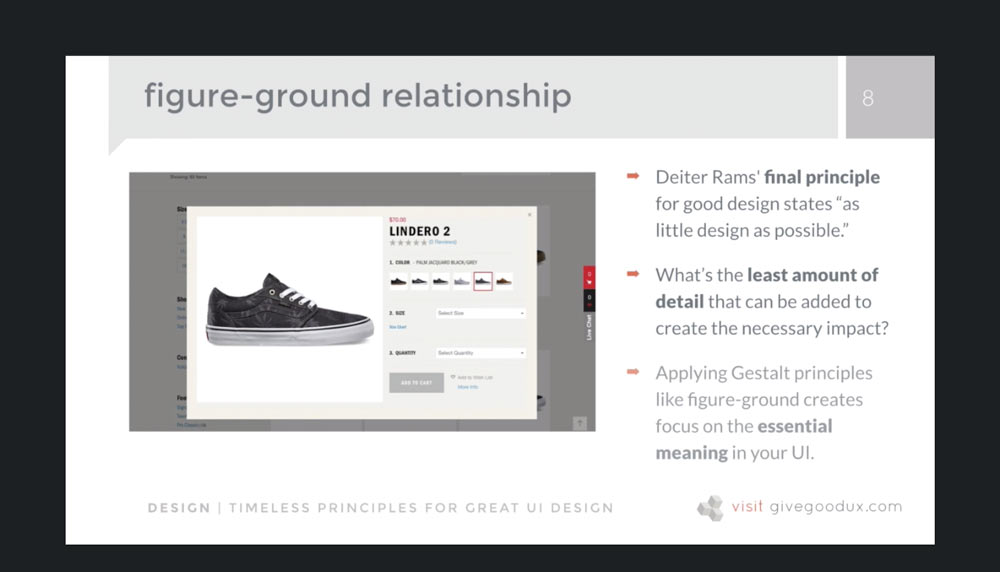 figure-ground relationship
8
Showing 90 items
$70.00
×
LINDERO 2
(0 Reviews)
1. COLOR - PALM JACQUARD BLACK/GREY
2. SIZE
Select Size
Size Chart
3. QUANTITY
Select Quantity
ADD TO CART
Add to Wish List
More Info
0
0
Live Chat
Deiter Rams' final principle
for good design states “as
little design as possible.”
What's the least amount of
detail that can be added to
create the necessary impact?
Applying Gestalt principles
like figure-ground creates
focus on the essential
meaning in your UI.
DESIGN | TIMELESS PRINCIPLES FOR GREAT UI DESIGN
visit givegoodux.com